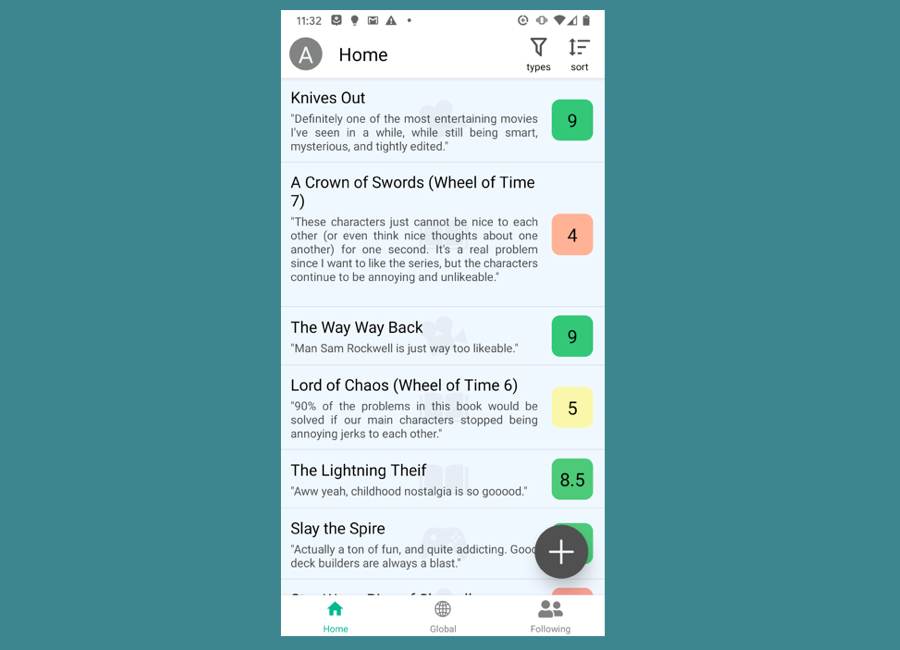 11:32
A
Home
types
sort
Knives Out
"Definitely one of the most entertaining movies
I've seen in a while, while still being smart,
mysterious, and tightly edited."
9
A Crown of Swords (Wheel of Time
7)
"These characters just cannot be nice to each
other (or even think nice thoughts about one
another) for one second. It's a real problem
since I want to like the series, but the characters
continue to be annoying and unlikeable."
4
The Way Way Back
"Man Sam Rockwell is just way too likeable."
9
Lord of Chaos (Wheel of Time 6)
"90% of the problems in this book would be
solved if our main characters stopped being
annoying jerks to each other."
5
The Lightning Theif
"Aww yeah, childhood nostalgia is so gooood."
8.5
Slay the Spire
"Actually a ton of fun, and quite addicting. Good
deck builders are always a blast."
Home
Global
Following